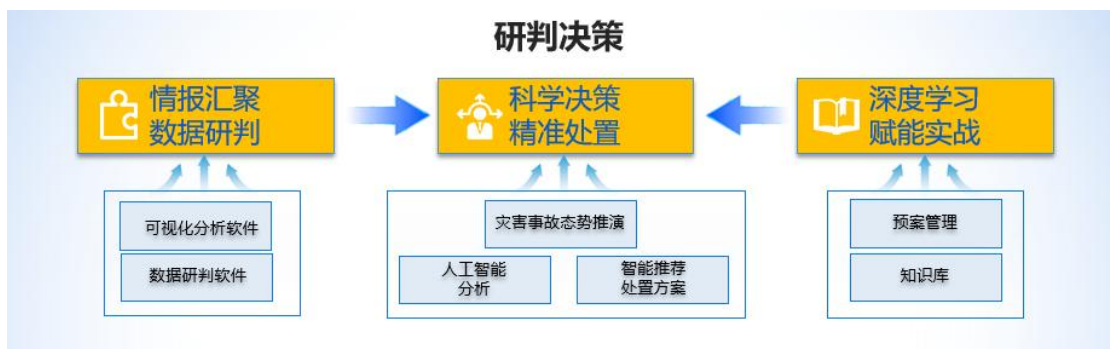 研判决策
情报汇聚
数据研判
科学决策
精准处置
深度学习
赋能实战
可视化分析软件
数据研判软件
灾害事故态势推演
人工智能
分析
智能推荐
处置方案
预案管理
知识库